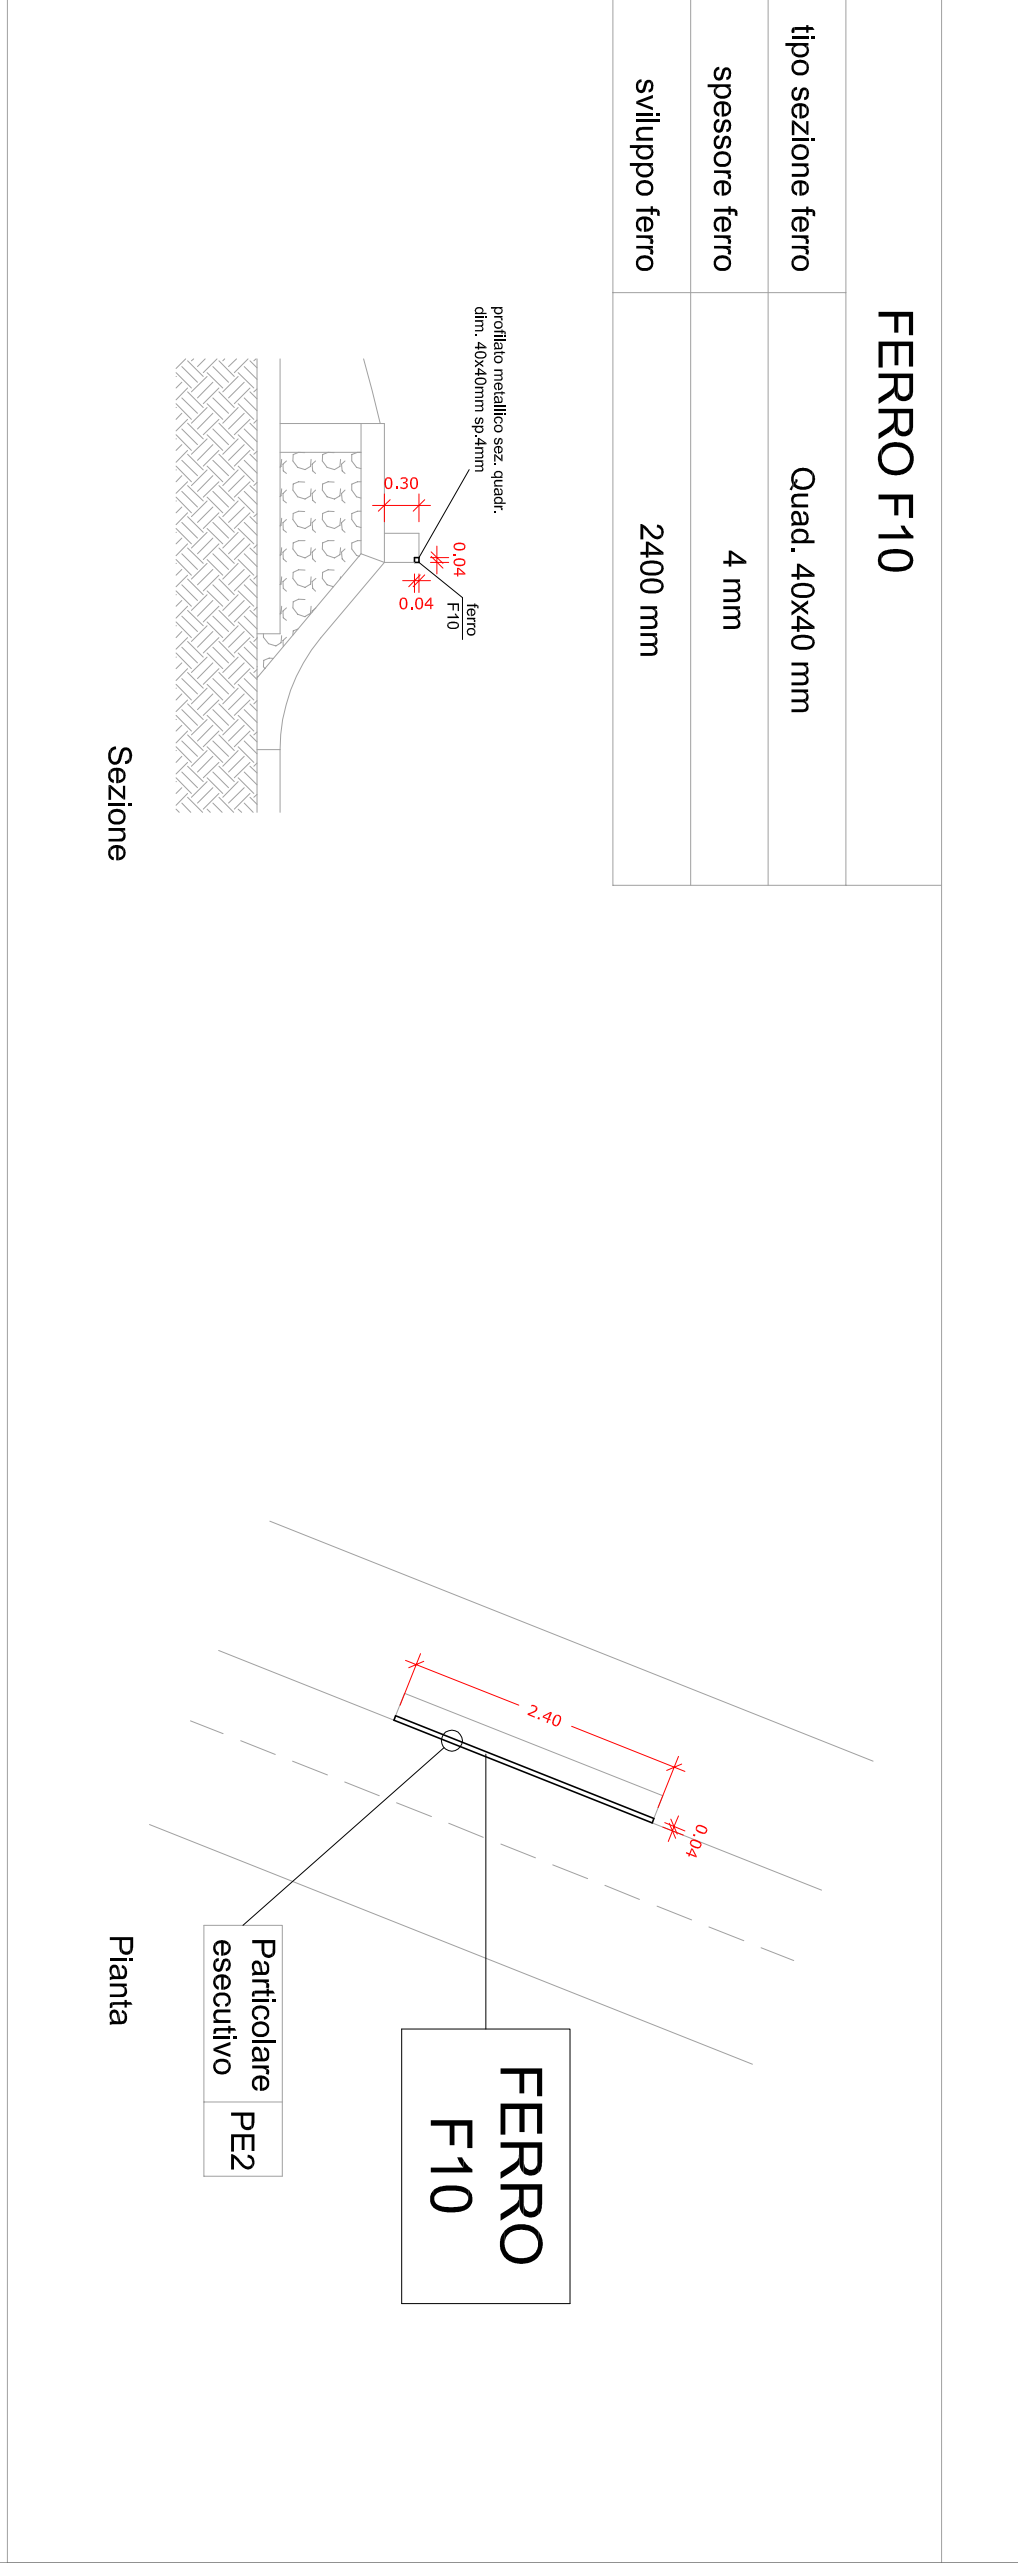 FERRO F10
tipo sezione ferro
Quad. 40x40 mm
spessore ferro
4 mm
sviluppo ferro
2400 mm
profilato metallico sez. quadr.
dim. 40x40mm sp.4mm
0.30
0.04
0.04
ferro
F10
Sezione
2.40
0.04
FERRO
F10
Particolare
esecutivo
PE2
Pianta